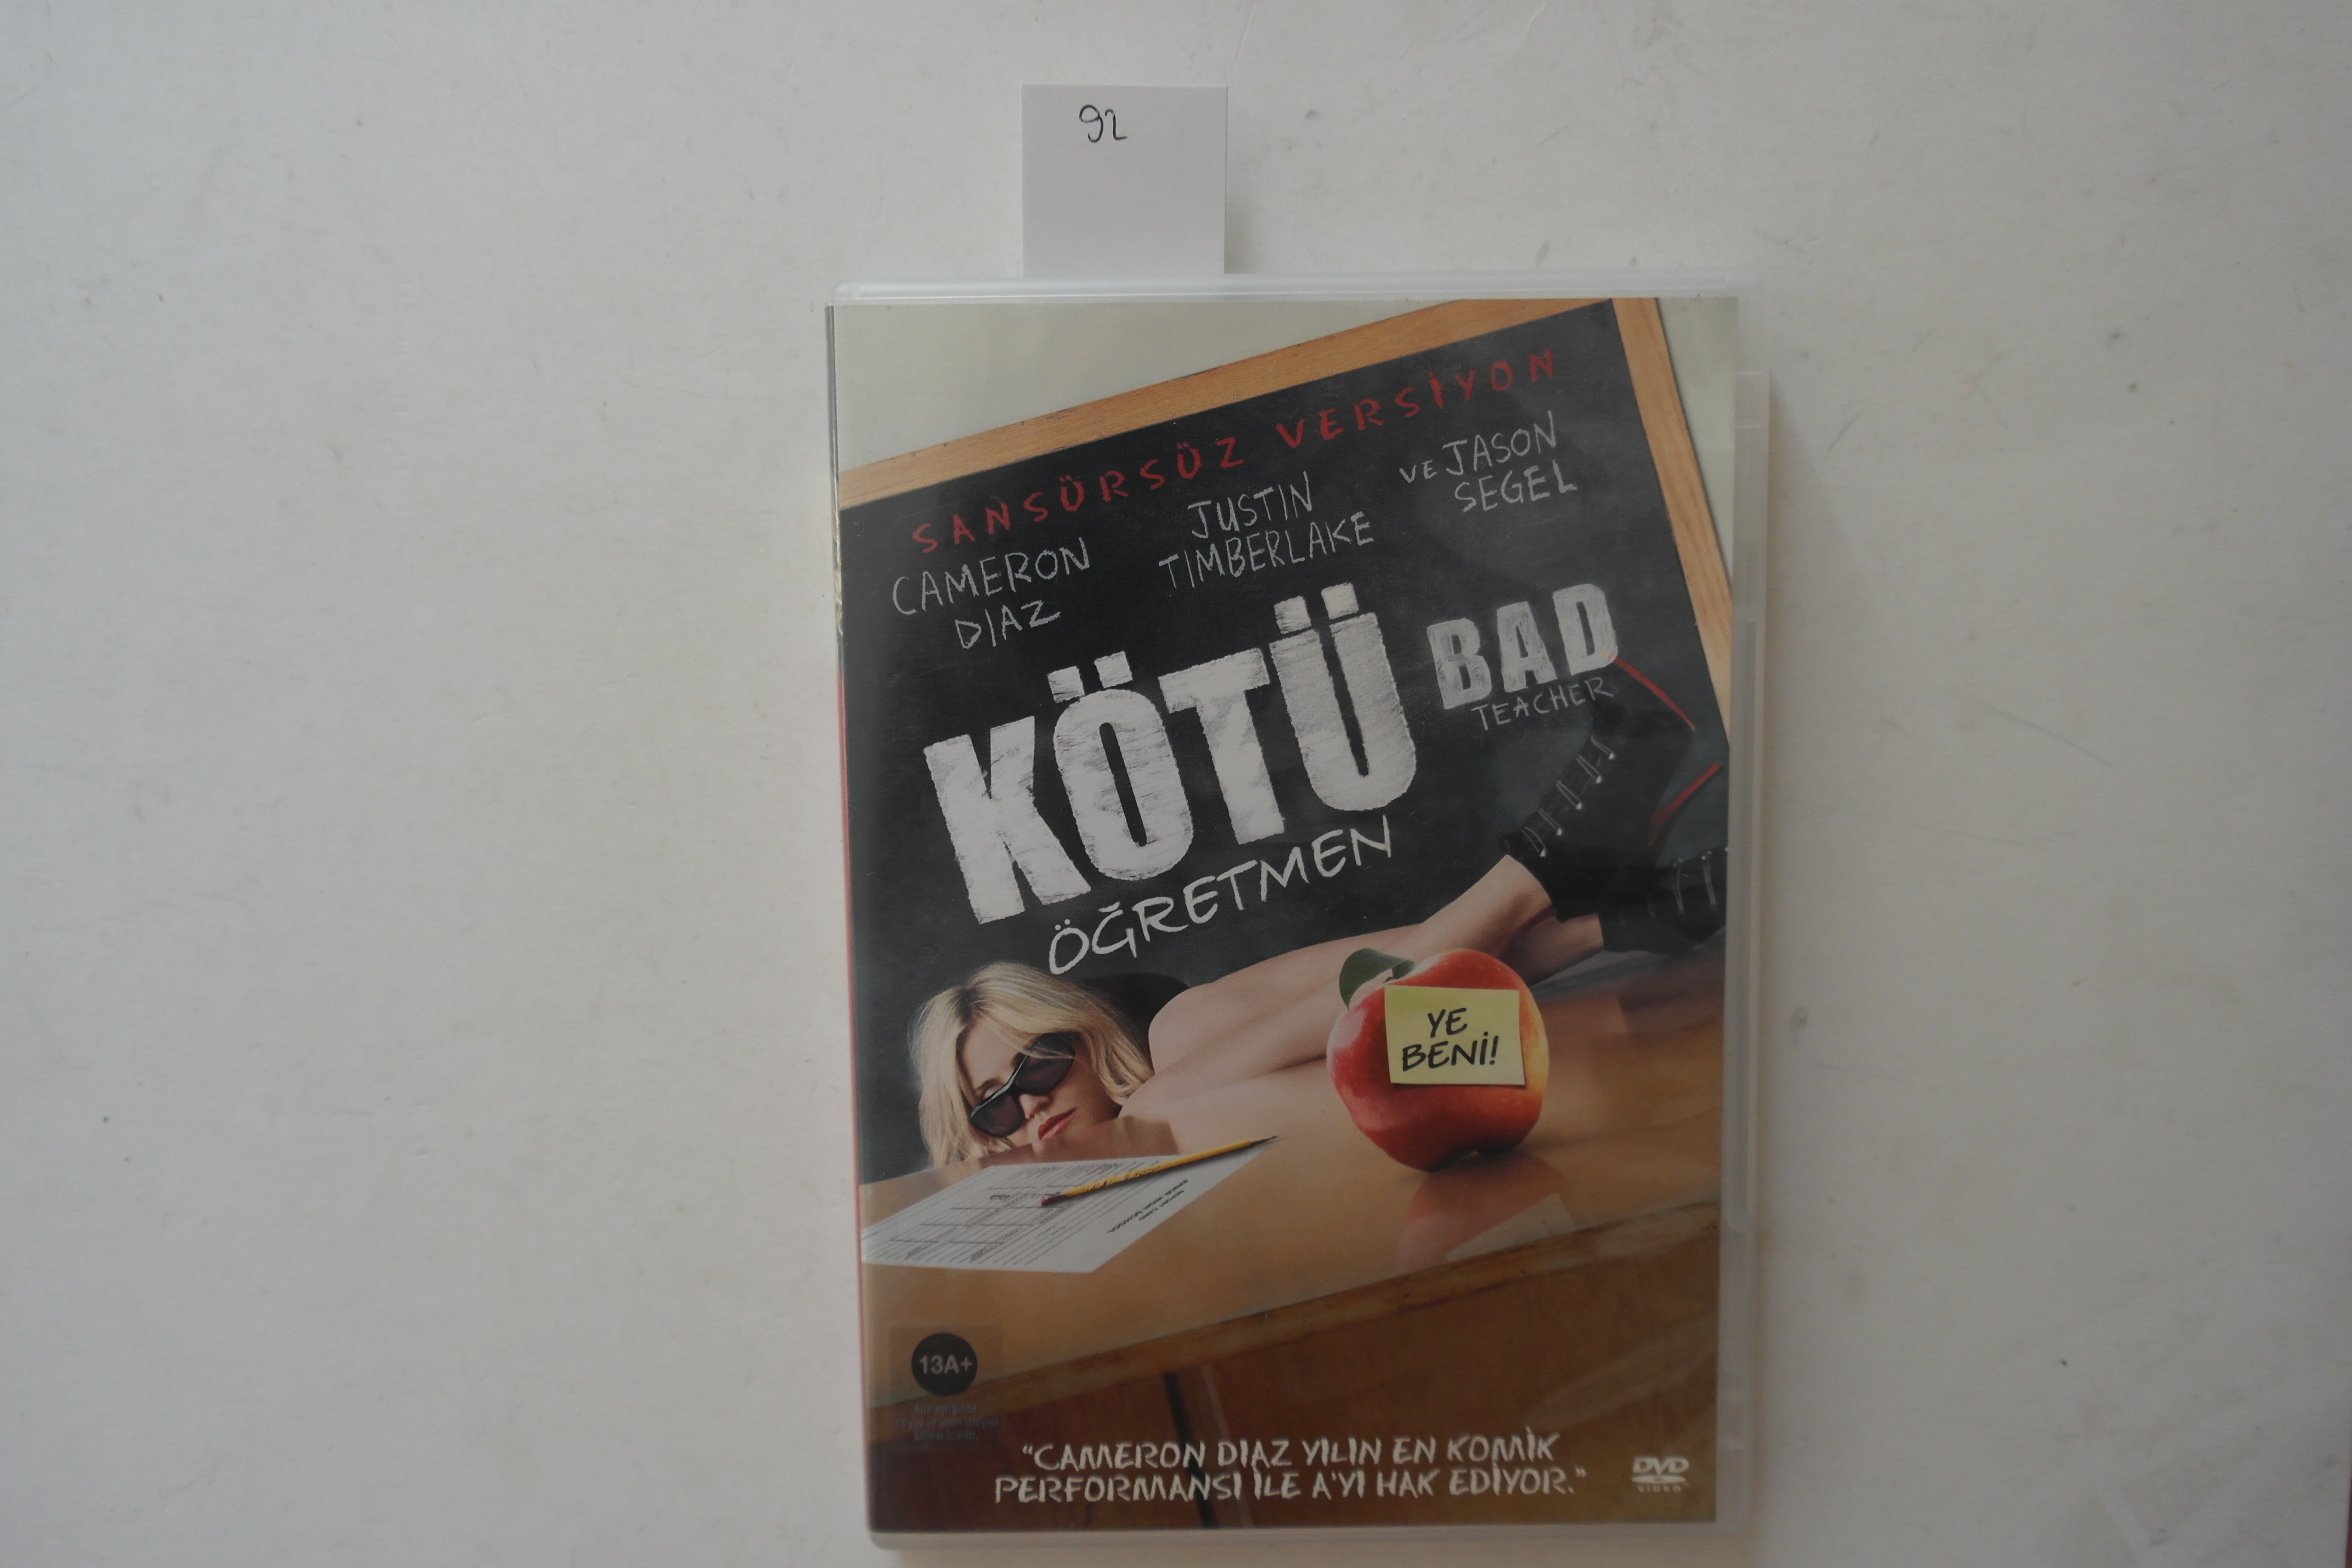 92
SANSÜRSÜZ VERSİYON
CAMERON
DIAZ
JUSTIN
TIMBERLAKE
VE JASON
SEGEL
KÖTÜ
ÖĞRETMEN
BAD
TEACHER
YE
BENİ!
13A+
"CAMERON DIAZ YILIN EN KOMİK
PERFORMANSI İLE A'YI HAK EDİYOR."
DVD
VIDEO